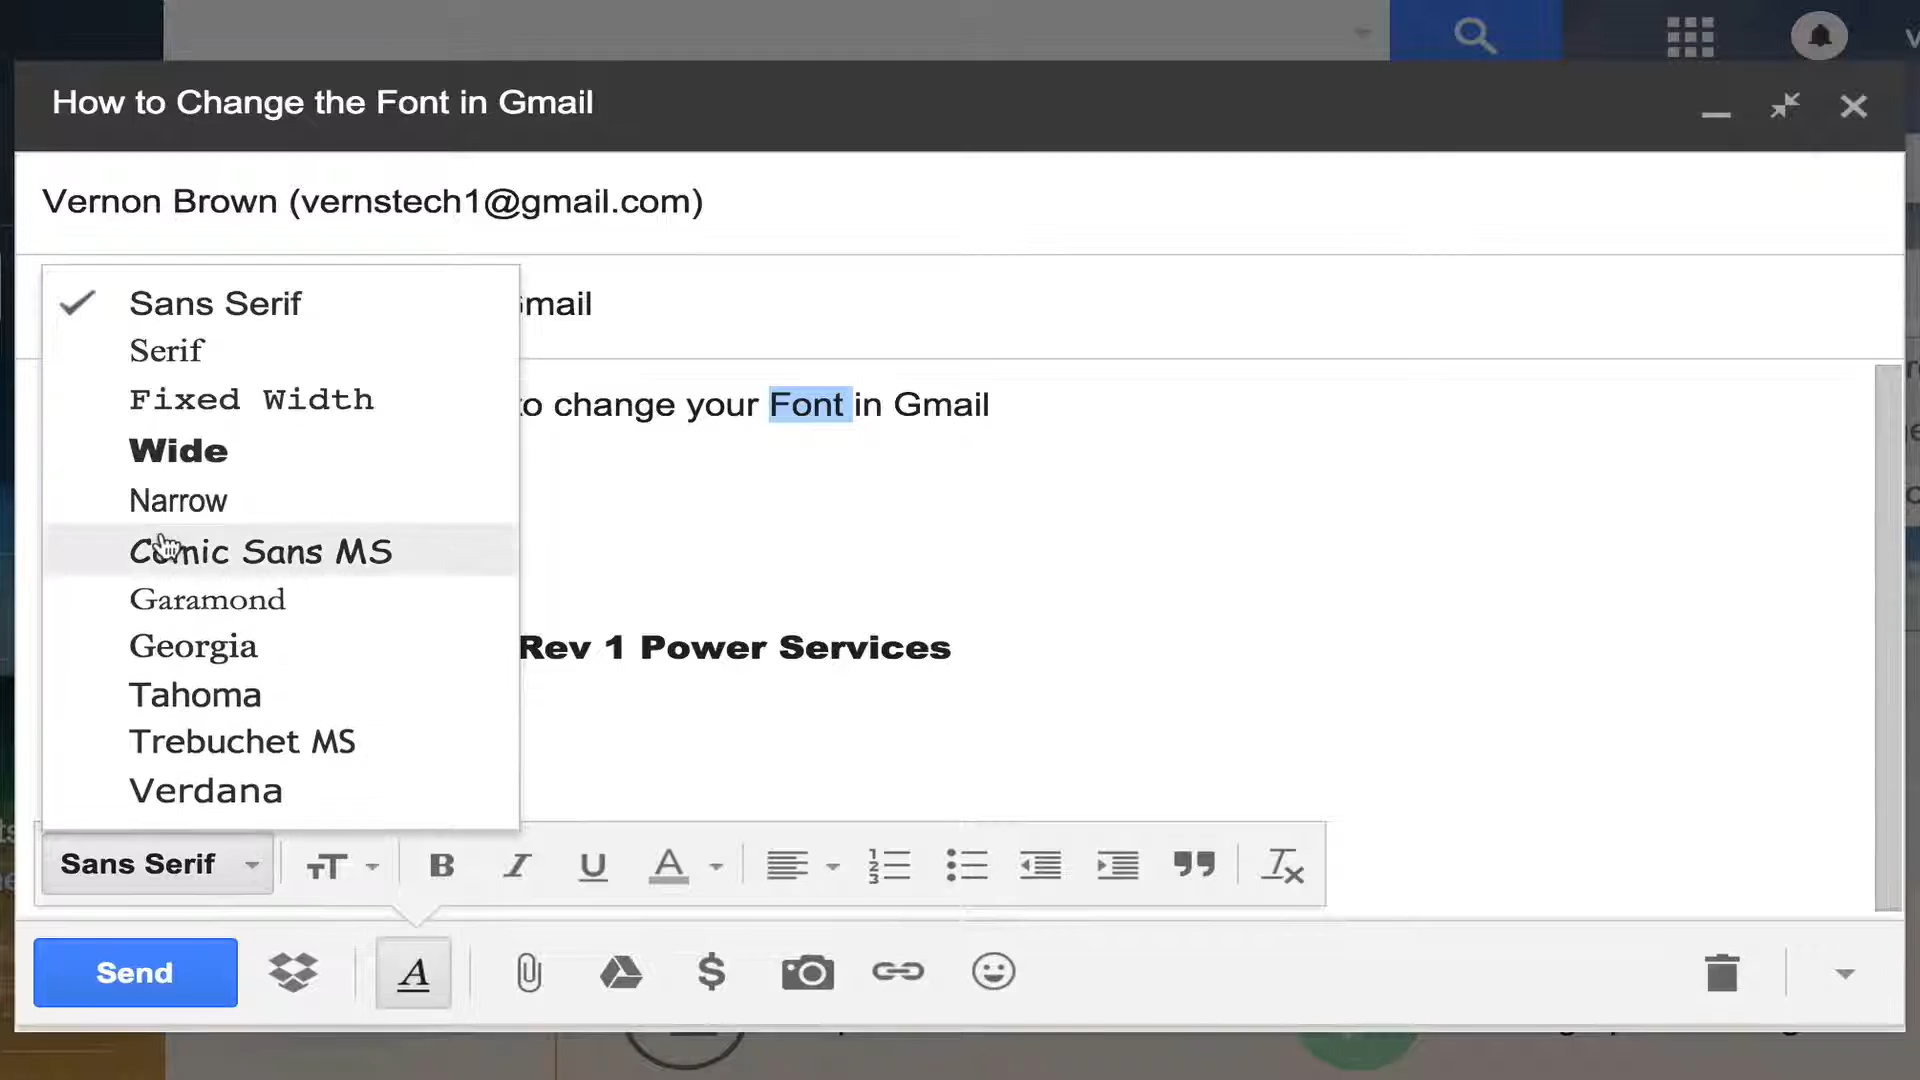 How to Change the Font in Gmail
Vernon Brown (vernstech1@gmail.com)
Gmail
to change your Font in Gmail
Sans Serif
Serif
Fixed Width
Wide
Narrow
Comic Sans MS
Garamond
Georgia
Tahoma
Trebuchet MS
Verdana
Rev 1 Power Services
Sans Serif
Send